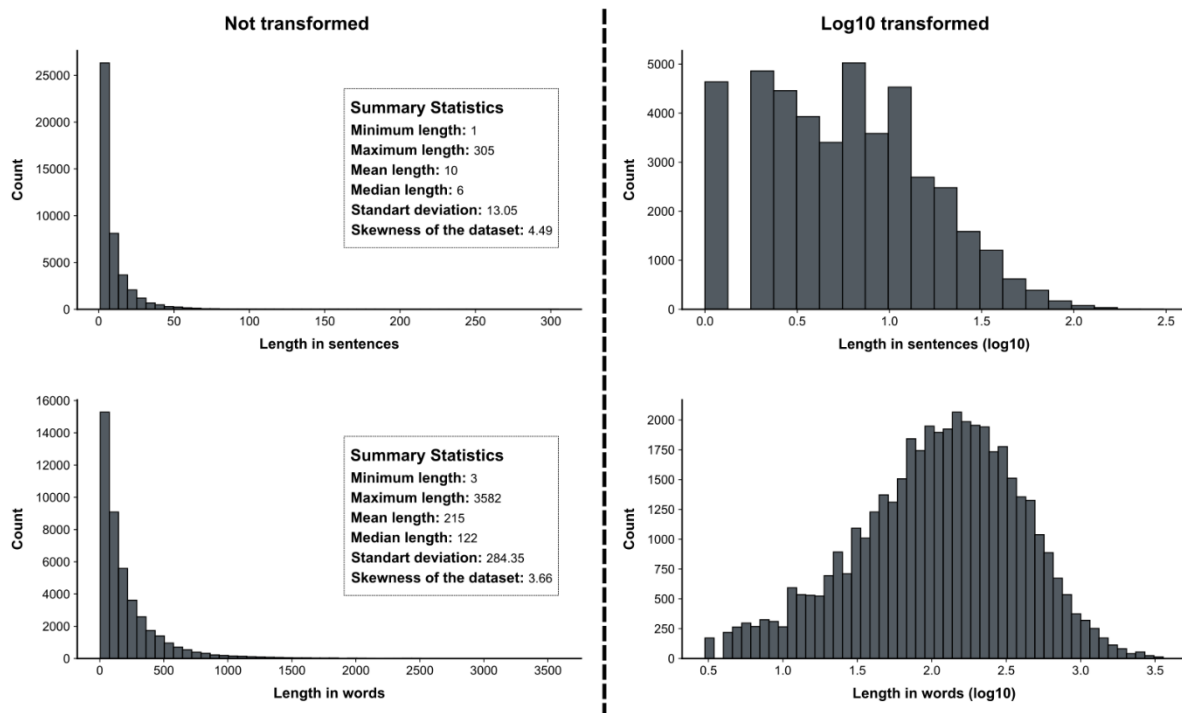 Not transformed
Log10 transformed
25000
20000
15000
10000
5000
0
Count
0 50 100 150 200 250 300
Length in sentences
Summary Statistics
Minimum length: 1
Maximum length: 305
Mean length: 10
Median length: 6
Standart deviation: 13.05
Skewness of the dataset: 4.49
5000
4000
3000
2000
1000
0
Count
0.0 0.5 1.0 1.5 2.0 2.5
Length in sentences (log10)
16000
14000
12000
10000
8000
6000
4000
2000
0
Count
0 500 1000 1500 2000 2500 3000 3500
Length in words
Summary Statistics
Minimum length: 3
Maximum length: 3582
Mean length: 215
Median length: 122
Standart deviation: 284.35
Skewness of the dataset: 3.66
2000
1750
1500
1250
1000
750
500
250
0
Count
0.5 1.0 1.5 2.0 2.5 3.0 3.5
Length in words (log10)